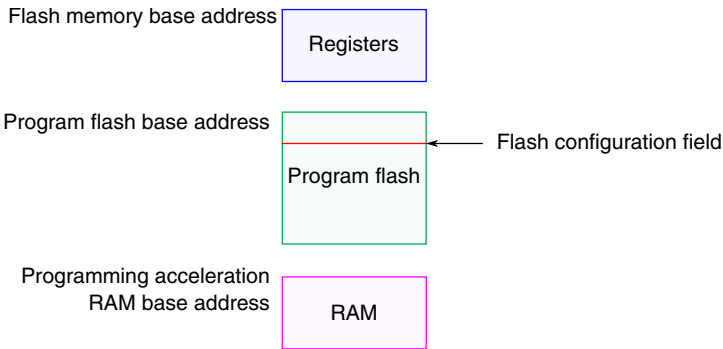 Flash memory base address
Registers
Program flash base address
Flash configuration field
Program flash
Programming acceleration
RAM base address
RAM